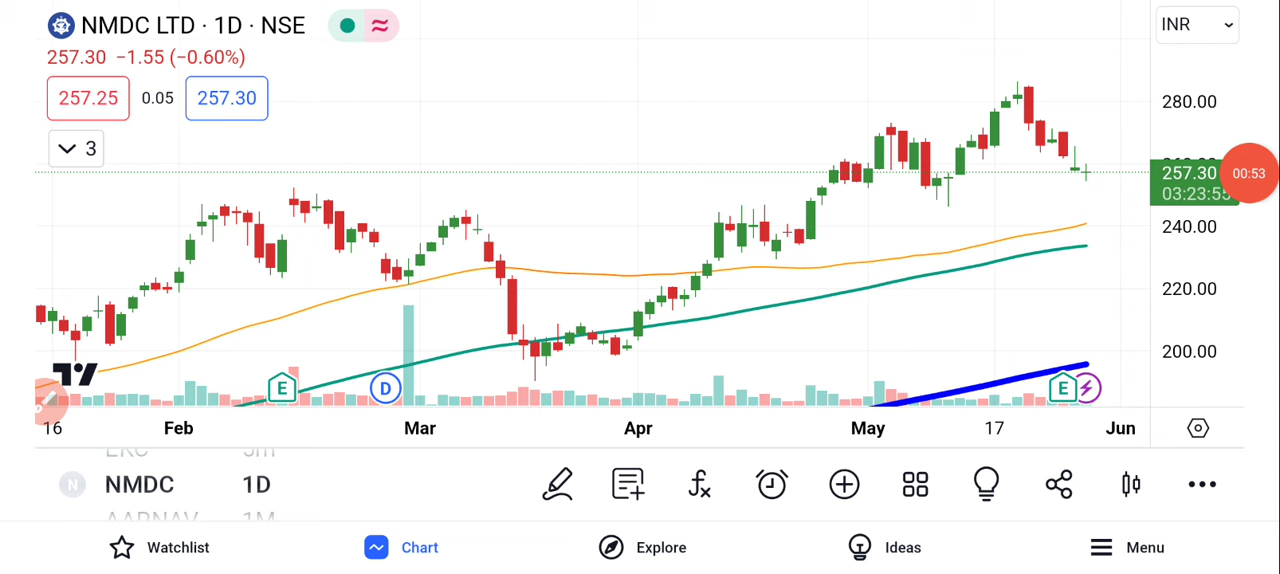 NMDC LTD · 1D · NSE
INR
257.30 −1.55 (−0.60%)
257.25 0.05 257.30
3
280.00
257.30
03:23:55
00:53
240.00
220.00
200.00
E D E
16 Feb Mar Apr May 17 Jun
N NMDC 1D
Watchlist Chart Explore Ideas Menu